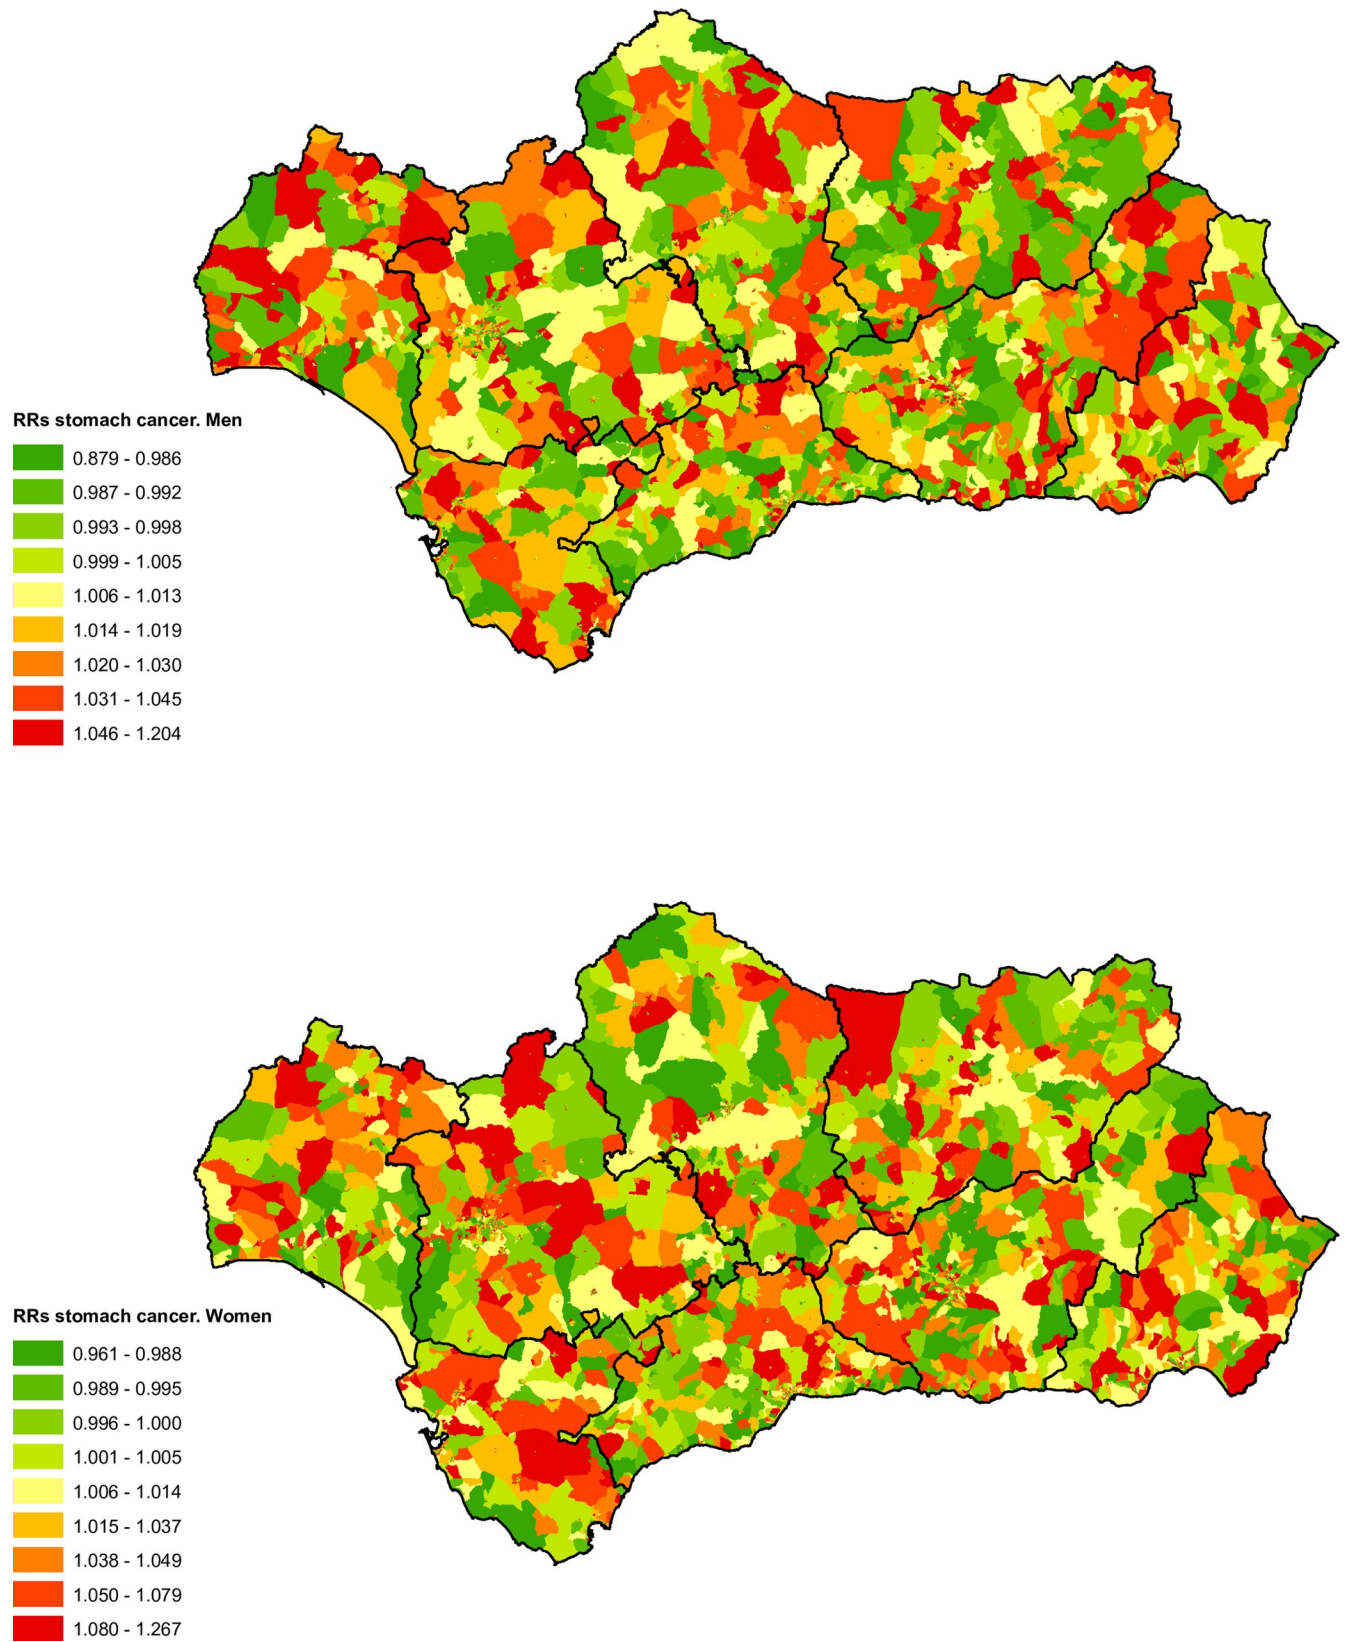 RRs stomach cancer. Men
0.879 - 0.986
0.987 - 0.992
0.993 - 0.998
0.999 - 1.005
1.006 - 1.013
1.014 - 1.019
1.020 - 1.030
1.031 - 1.045
1.046 - 1.204
RRs stomach cancer. Women
0.961 - 0.988
0.989 - 0.995
0.996 - 1.000
1.001 - 1.005
1.006 - 1.014
1.015 - 1.037
1.038 - 1.049
1.050 - 1.079
1.080 - 1.267